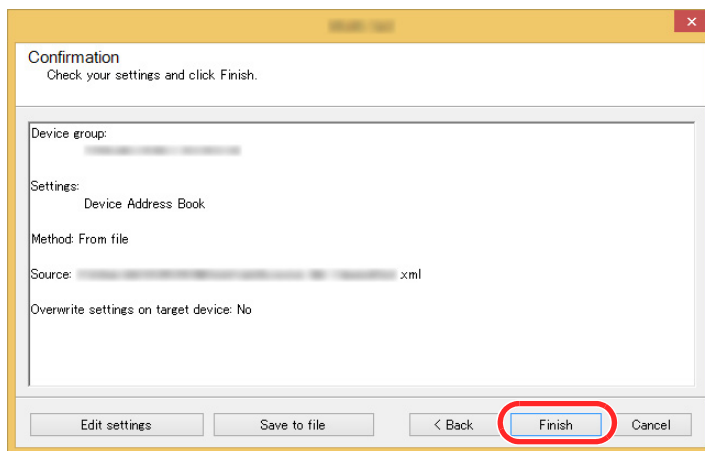 Confirmation
Check your settings and click Finish.
Device group:
Settings:
Device Address Book
Method: From file
Source: .xml
Overwrite settings on target device: No
Edit settings
Save to file
< Back
Finish
Cancel